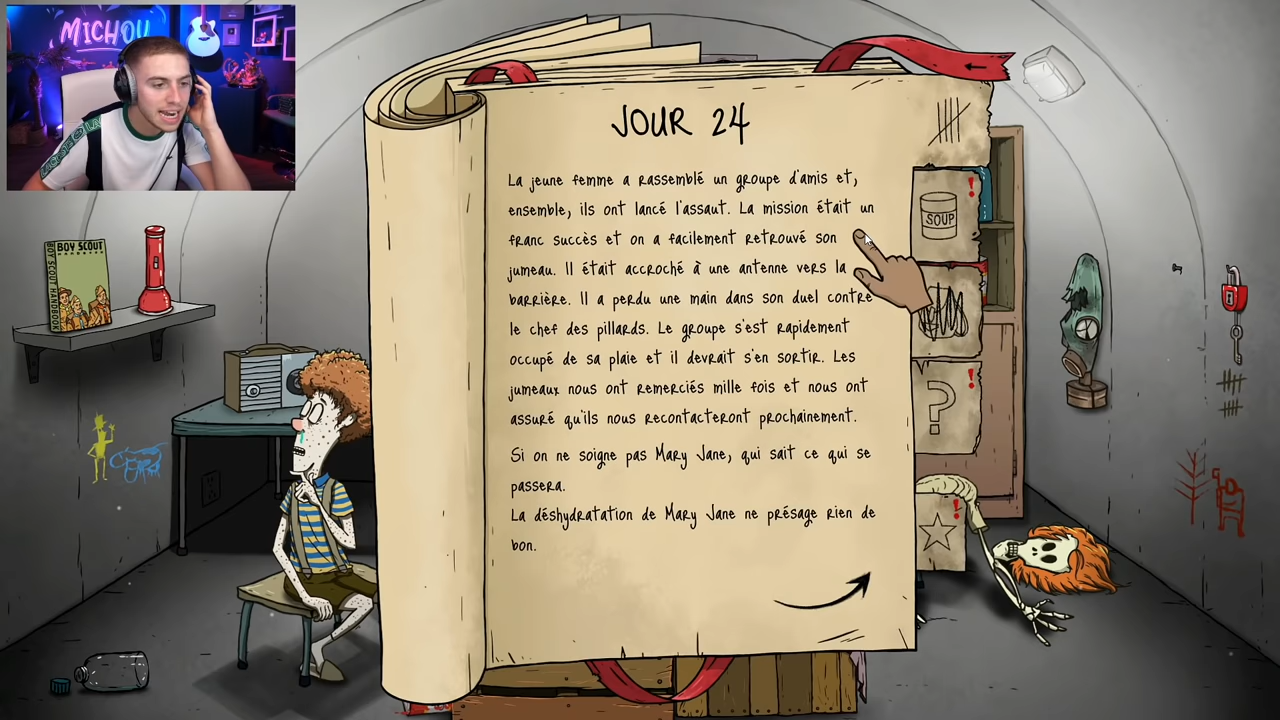 MICHOU
JOUR 24
La jeune femme a rassemblé un groupe d'amis et,
ensemble, ils ont lancé l'assaut. La mission était un
franc succès et on a facilement retrouvé son
jumeau. Il était accroché à une antenne vers la
barrière. Il a perdu une main dans son duel contre
le chef des pillards. Le groupe s'est rapidement
occupé de sa plaie et il devrait s'en sortir. Les
jumeaux nous ont remerciés mille fois et nous ont
assuré qu'ils nous recontacteront prochainement.
Si on ne soigne pas Mary Jane, qui sait ce qui se
passera.
La déshydratation de Mary Jane ne présage rien de
bon.
!
SOUP
?
!
!
BOY SCOUT
HANDBOOK
BOY SCOUT HANDBOOK